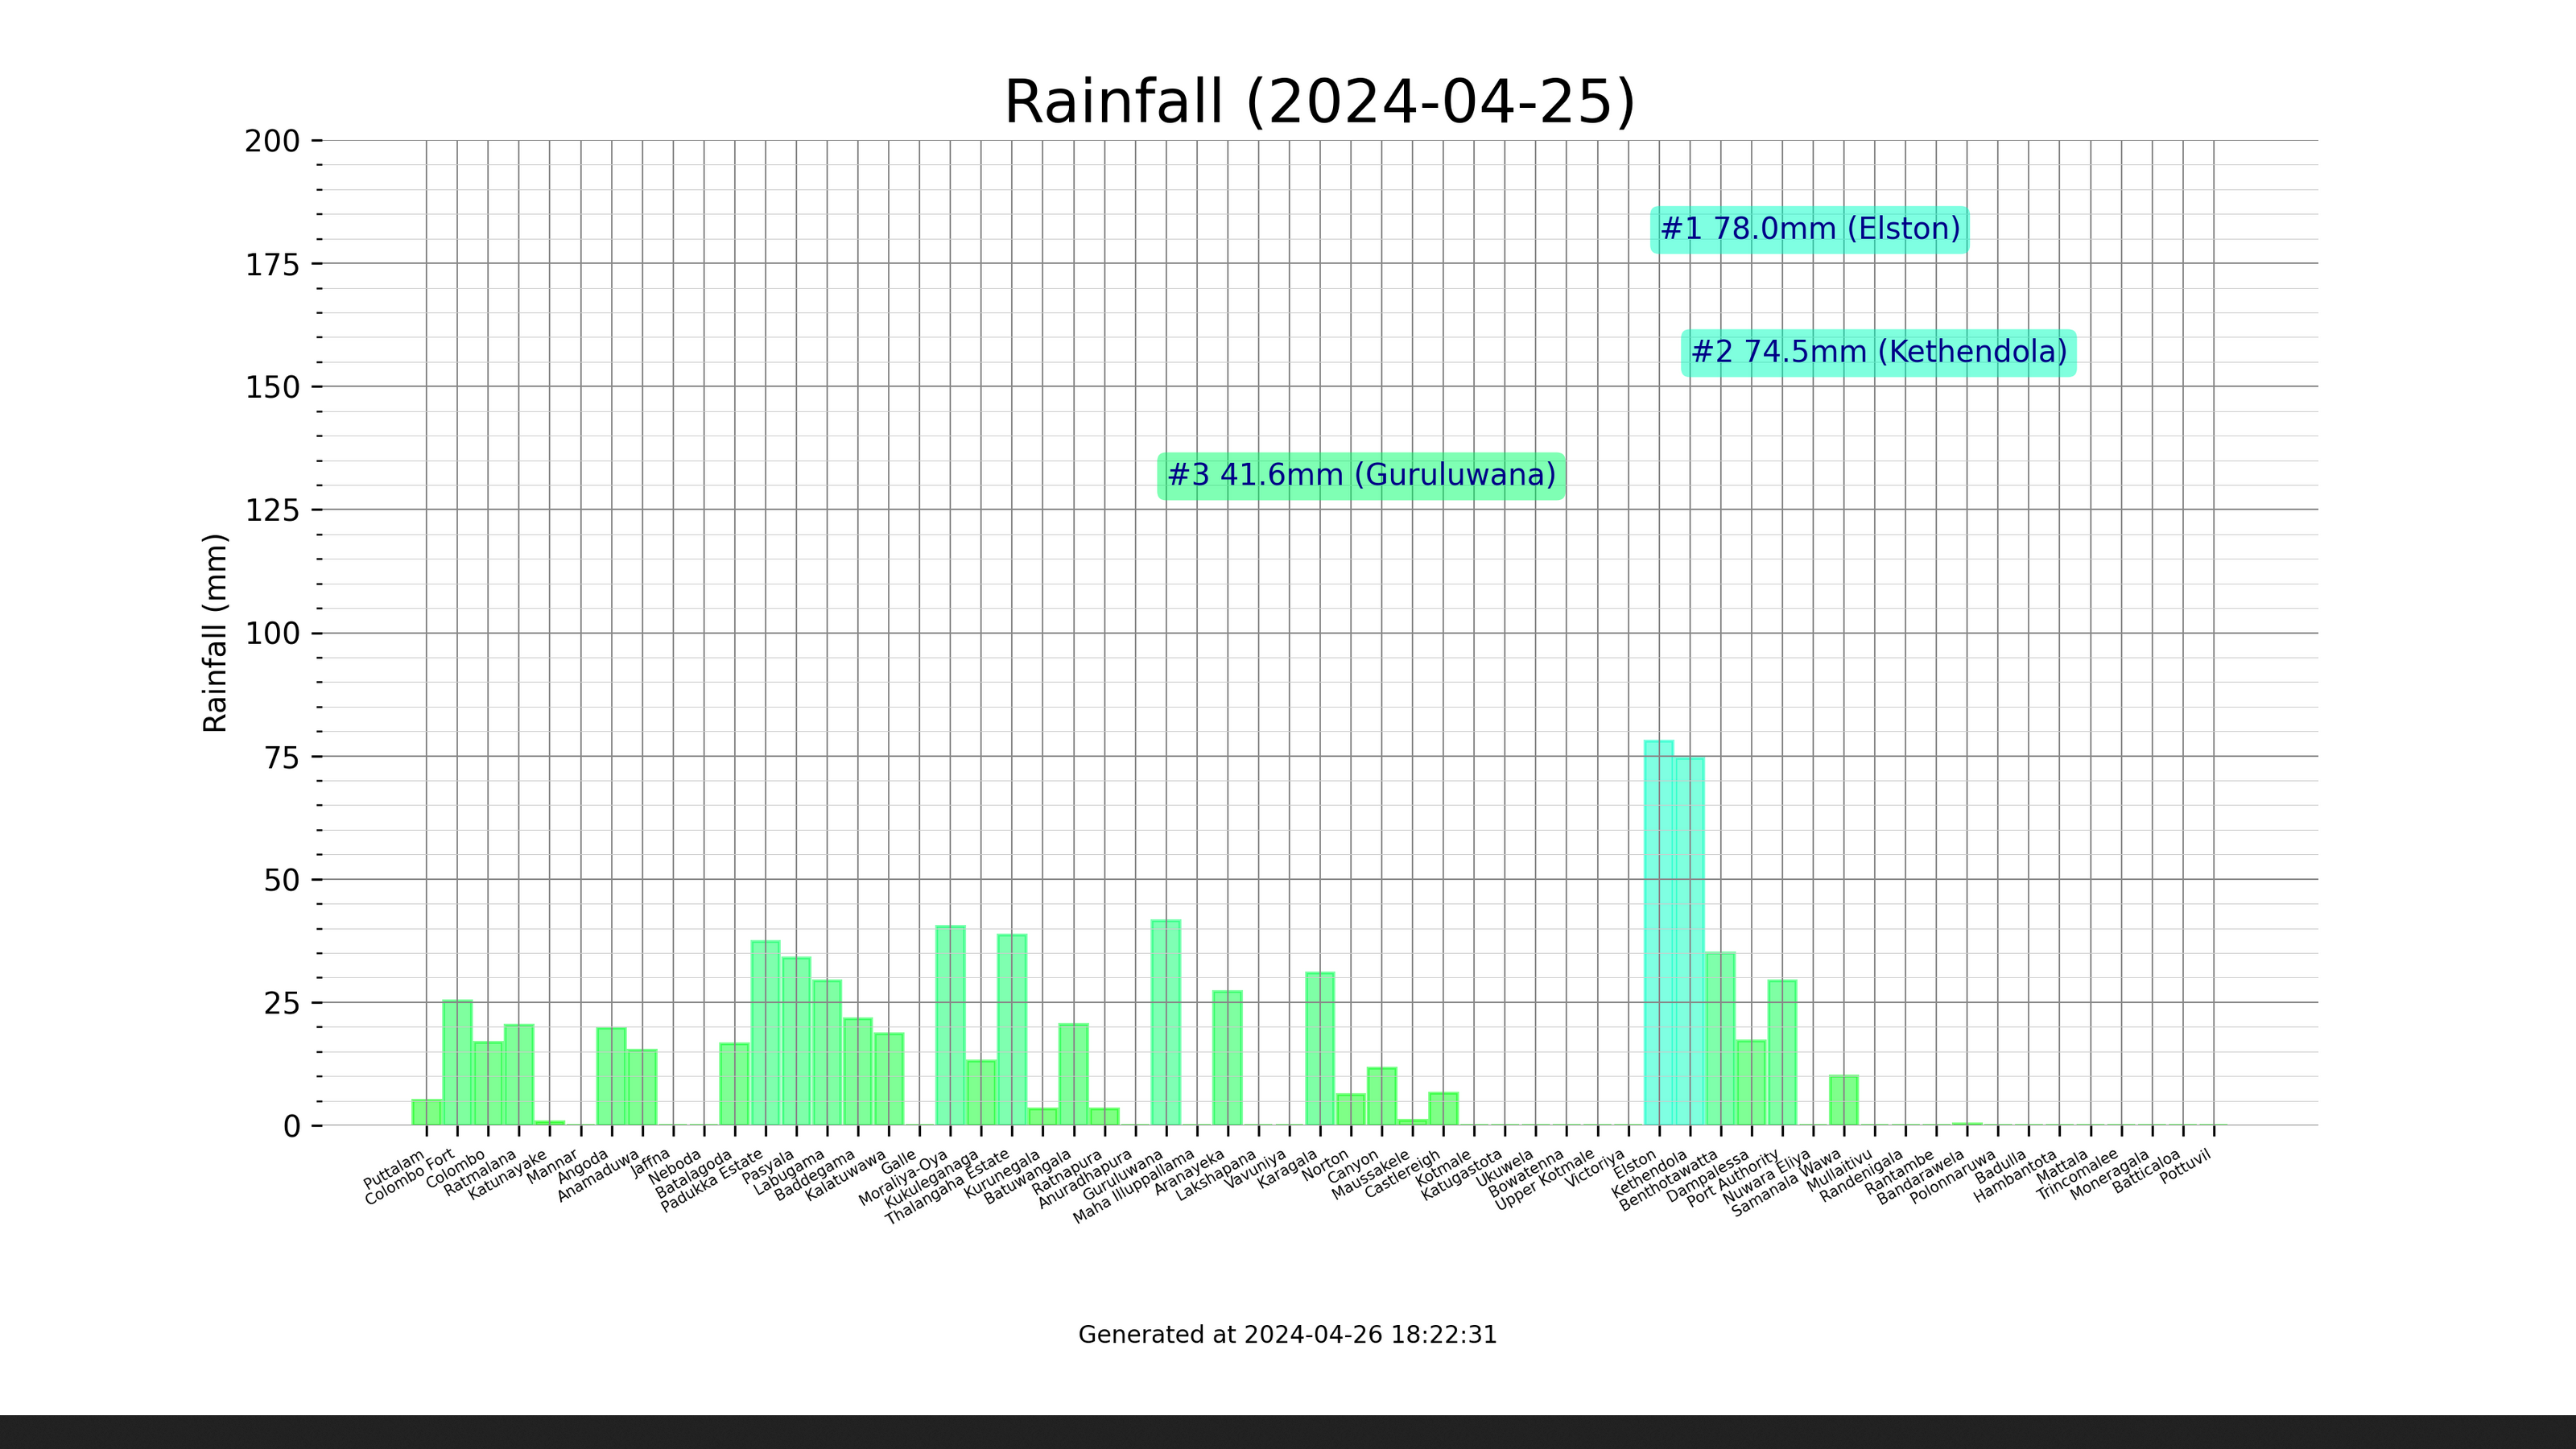 Rainfall (2024-04-25)
200
175
150
125
100
75
50
25
0
Rainfall (mm)
#1 78.0mm (Elston)
#2 74.5mm (Kethendola)
#3 41.6mm (Guruluwana)
Puttalam
Colombo Fort
Colombo
Ratmalana
Katunayake
Mannar
Angoda
Anamaduwa
Jaffna
Neboda
Batalagoda
Padukka Estate
Pasyala
Labugama
Baddegama
Kalatuwawa
Galle
Moraliya-Oya
Kukuleganaga
Thalangaha Estate
Kurunegala
Batuwangala
Ratnapura
Anuradhapura
Guruluwana
Maha Illuppallama
Aranayeka
Lakshapana
Vavuniya
Karagala
Norton
Canyon
Maussakele
Castlereigh
Kotmale
Katugastota
Ukuwela
Bowatenna
Upper Kotmale
Victoriya
Elston
Kethendola
Benthotawatta
Dampalessa
Port Authority
Nuwara Eliya
Samanala Wawa
Mullaitivu
Randenigala
Rantambe
Bandarawela
Polonnaruwa
Badulla
Hambantota
Mattala
Trincomalee
Moneragala
Batticaloa
Pottuvil
Generated at 2024-04-26 18:22:31